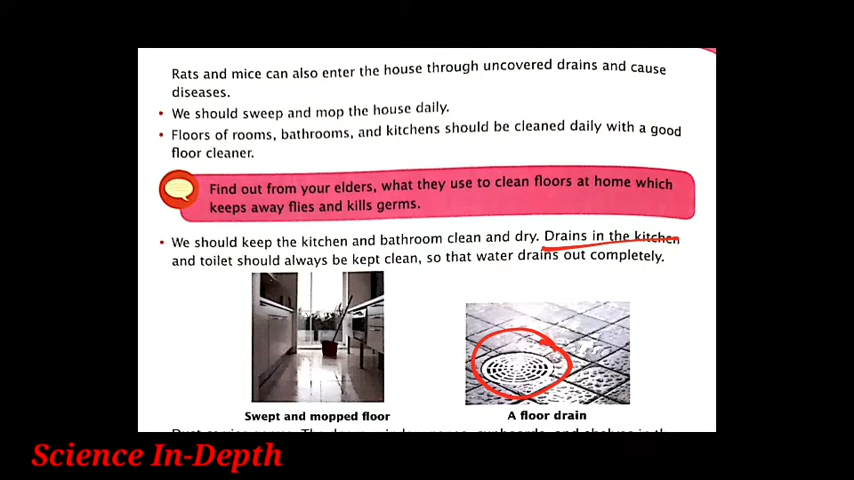 Rats and mice can also enter the house through uncovered drains and cause
diseases.
• We should sweep and mop the house daily.
• Floors of rooms, bathrooms, and kitchens should be cleaned daily with a good
floor cleaner.
Find out from your elders, what they use to clean floors at home which
keeps away flies and kills germs.
• We should keep the kitchen and bathroom clean and dry. Drains in the kitchen
and toilet should always be kept clean, so that water drains out completely.
Swept and mopped floor
A floor drain
Science In-Depth